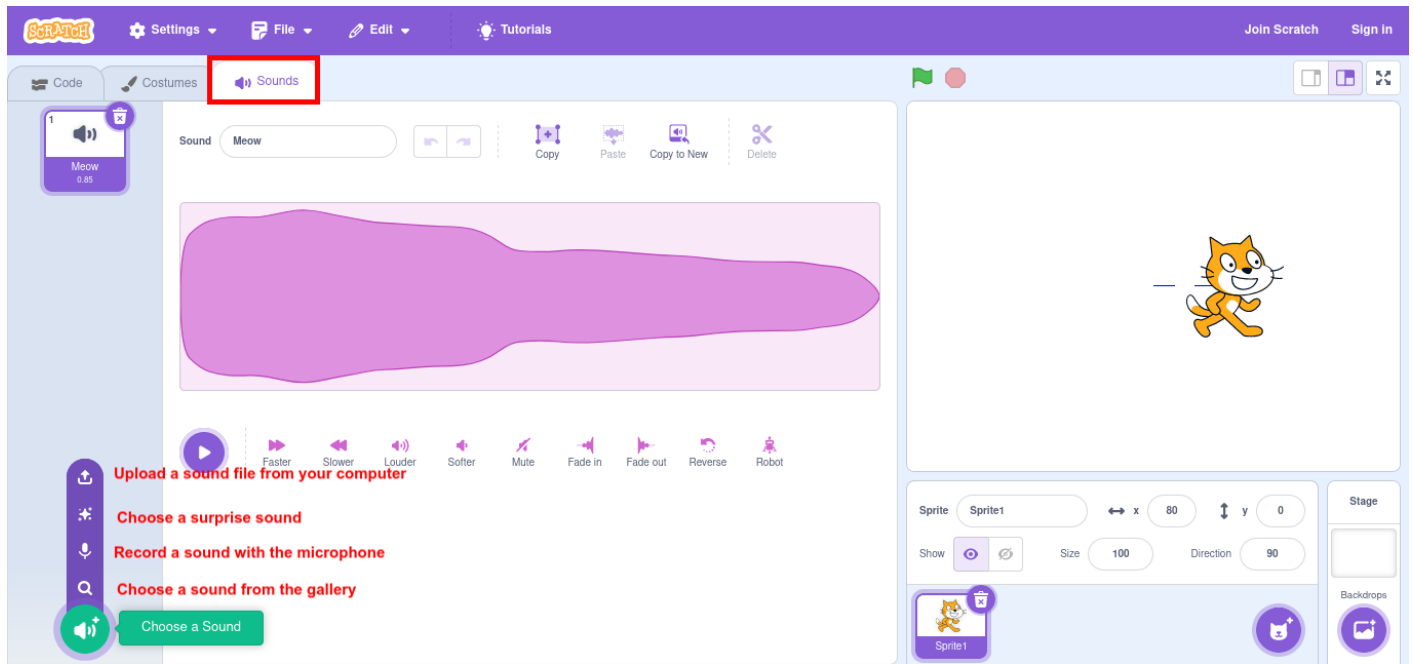 SCRATCH Settings File Edit Tutorials Join Scratch Sign in
Code Costumes Sounds
1
Meow
0.85
Sound Meow Copy Paste Copy to New Delete
Faster Slower Louder Softer Mute Fade in Fade out Reverse Robot
Upload a sound file from your computer
Choose a surprise sound
Record a sound with the microphone
Choose a sound from the gallery
Choose a Sound
Sprite Sprite1 x 80 y 0
Show Size 100 Direction 90
Sprite1
Stage
Backdrops